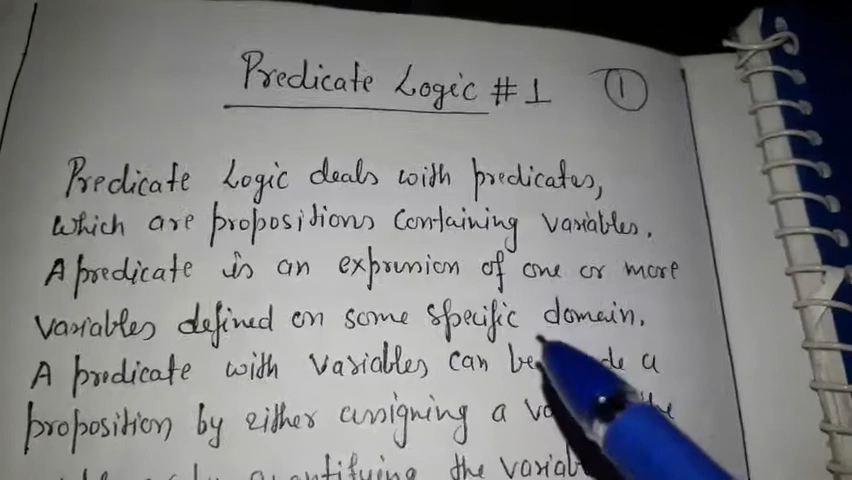 Predicate Logic #1 1
Predicate Logic deals with predicates,
which are propositions containing variables.
A predicate is an expression of one or more
variables defined on some specific domain.
A predicate with variables can be a
proposition by either assigning a
quantifying the